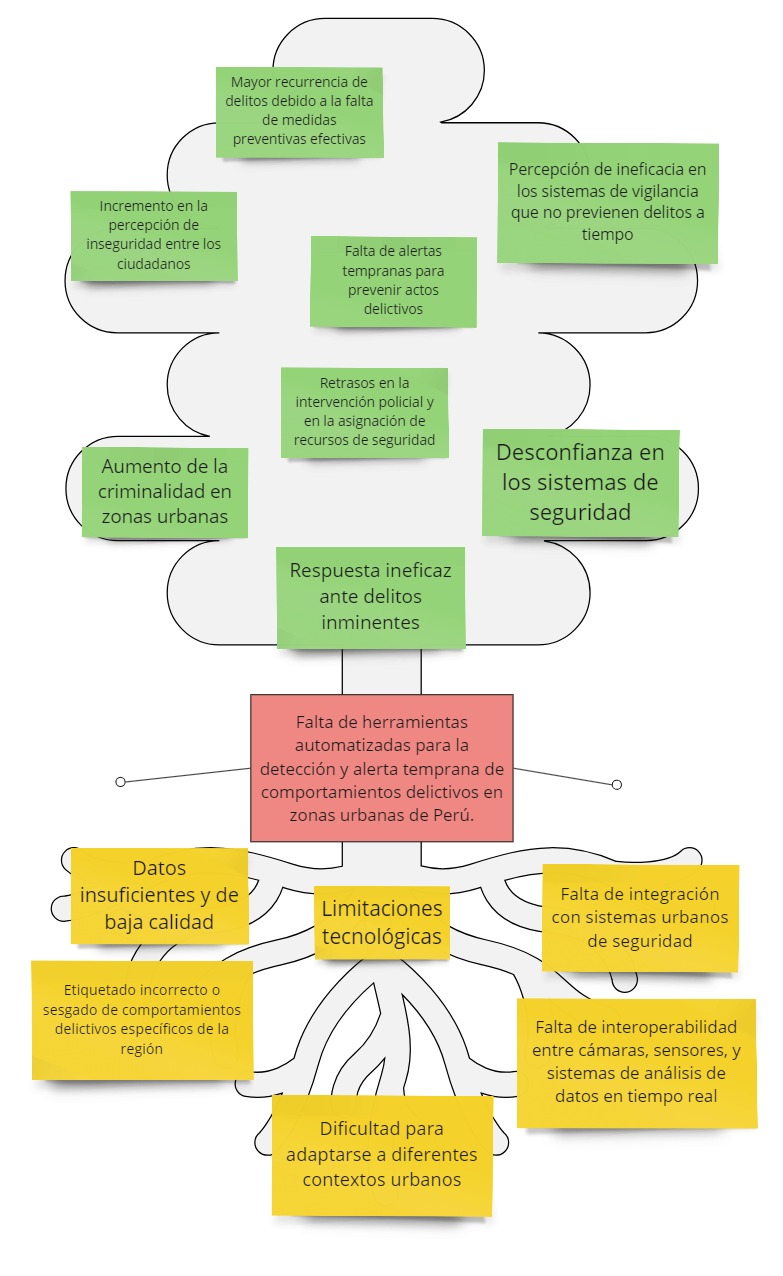 Mayor recurrencia de
delitos debido a la falta
de medidas
preventivas efectivas
Percepción de ineficacia en
los sistemas de vigilancia
que no previenen delitos a
tiempo
Incremento en la
percepción de
inseguridad entre los
ciudadanos
Falta de alertas
tempranas para
prevenir actos
delictivos
Retrasos en la
intervención policial y
en la asignación de
recursos de seguridad
Aumento de la
criminalidad en
zonas urbanas
Desconfianza en
los sistemas de
seguridad
Respuesta ineficaz
ante delitos
inminentes
Falta de herramientas
automatizadas para la
detección y alerta temprana de
comportamientos delictivos en
zonas urbanas de Perú.
Datos
insuficientes y de
baja calidad
Limitaciones
tecnológicas
Falta de integración
con sistemas urbanos
de seguridad
Etiquetado incorrecto o
sesgado de comportamientos
delictivos específicos de la
región
Falta de interoperabilidad
entre cámaras, sensores, y
sistemas de análisis de
datos en tiempo real
Dificultad para
adaptarse a diferentes
contextos urbanos